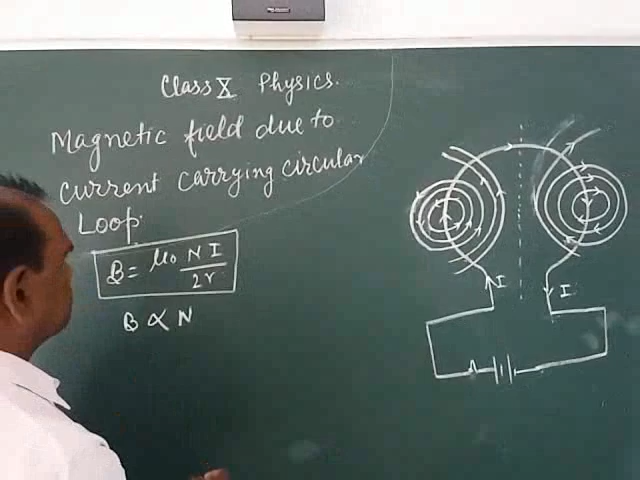 Class X Physics.
Magnetic field due to
current carrying circular
Loop.
B = μ₀ N I / 2r
B ∝ N
I
I